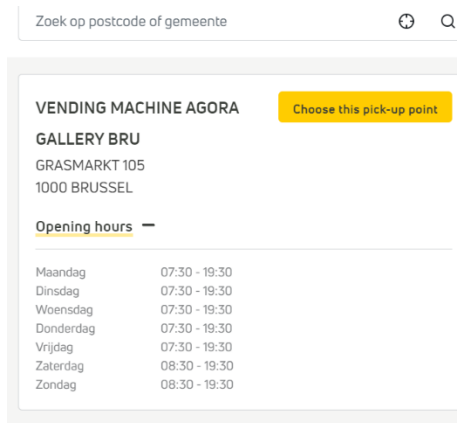 Zoek op postcode of gemeente
VENDING MACHINE AGORA
GALLERY BRU
Choose this pick-up point
GRASMARKT 105
1000 BRUSSEL
Opening hours
Maandag 07:30 - 19:30
Dinsdag 07:30 - 19:30
Woensdag 07:30 - 19:30
Donderdag 07:30 - 19:30
Vrijdag 07:30 - 19:30
Zaterdag 08:30 - 19:30
Zondag 08:30 - 19:30